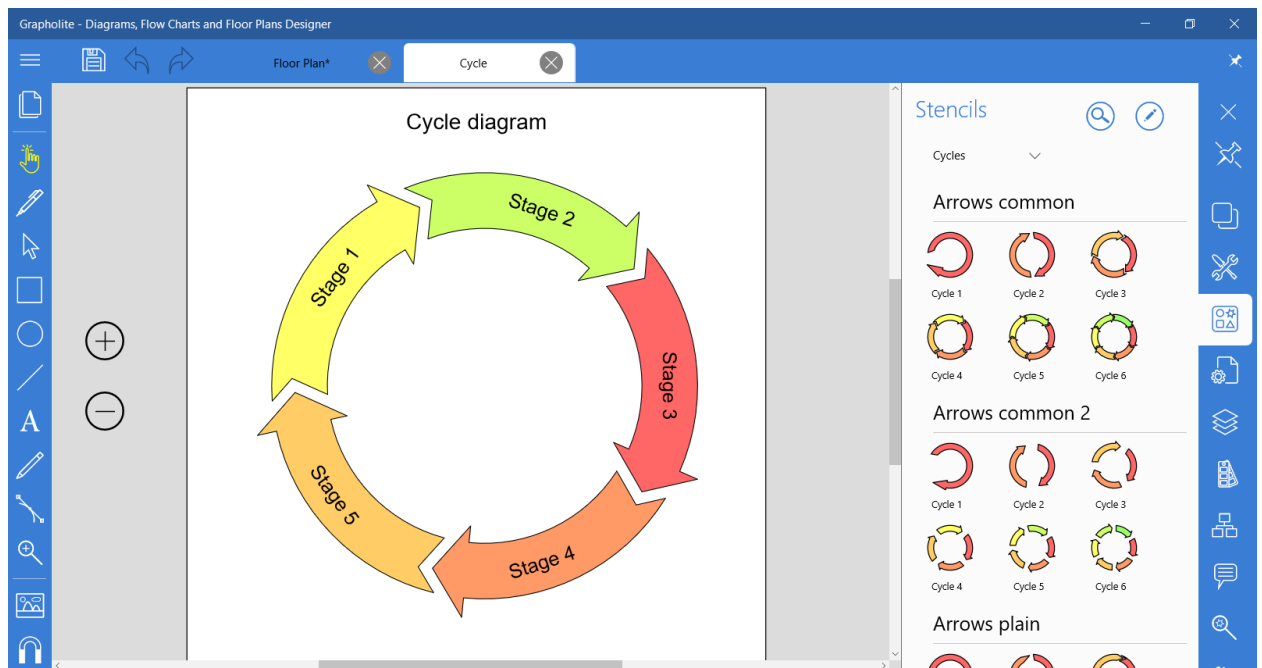 Grapholite - Diagrams, Flow Charts and Floor Plans Designer
Floor Plan*
Cycle
Cycle diagram
Stage 1
Stage 2
Stage 3
Stage 4
Stage 5
A
Stencils
Cycles
Arrows common
Cycle 1
Cycle 2
Cycle 3
Cycle 4
Cycle 5
Cycle 6
Arrows common 2
Cycle 1
Cycle 2
Cycle 3
Cycle 4
Cycle 5
Cycle 6
Arrows plain